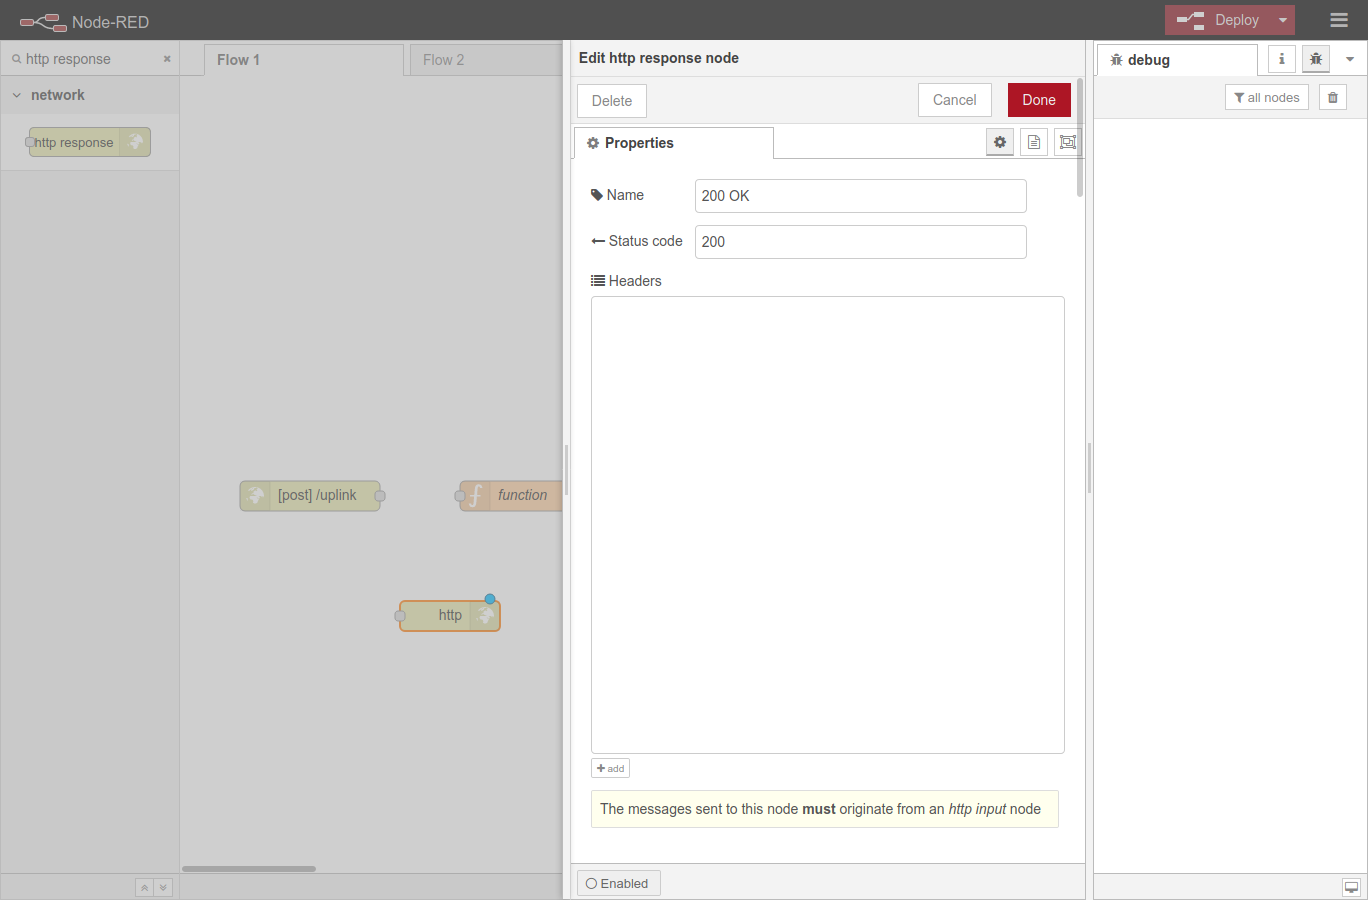 Node-RED
Deploy
http response
Flow 1
Flow 2
network
http response
[post] /uplink
function
http
Edit http response node
Delete
Cancel
Done
Properties
Name
200 OK
Status code
200
Headers
add
The messages sent to this node must originate from an http input node
Enabled
debug
i
all nodes